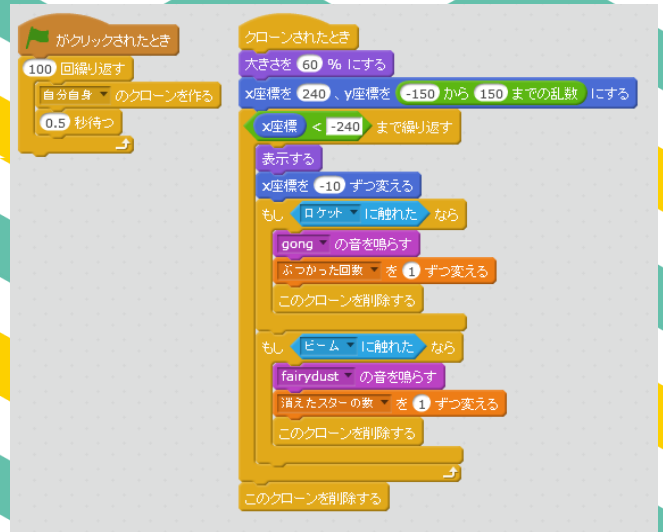 がクリックされたとき
100 回繰り返す
自分自身 のクローンを作る
0.5 秒待つ
クローンされたとき
大きさを 60 % にする
x座標を 240 、y座標を -150 から 150 までの乱数 にする
x座標 < -240 まで繰り返す
表示する
x座標を -10 ずつ変える
もし ロケット に触れた なら
gong の音を鳴らす
ぶつかった回数 を 1 ずつ変える
このクローンを削除する
もし ビーム に触れた なら
fairydust の音を鳴らす
消えたスターの数 を 1 ずつ変える
このクローンを削除する
このクローンを削除する